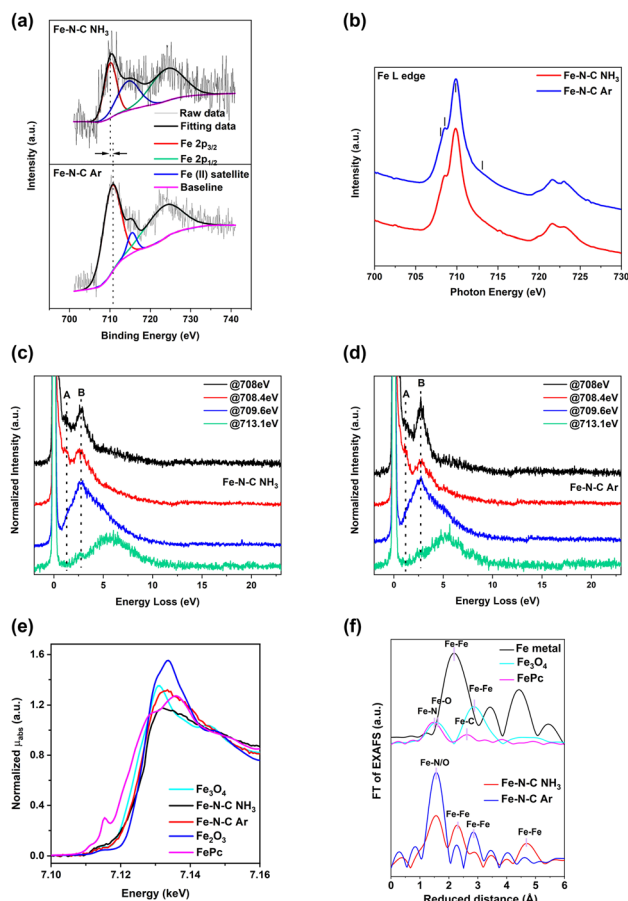 (a)
Fe-N-C NH₃
Raw data
Fitting data
Fe 2p₃/₂
Fe 2p₁/₂
Fe (II) satellite
Baseline
Fe-N-C Ar
Intensity (a.u.)
701 710 720 730 740
Binding Energy (eV)
(b)
Fe L edge
Fe-N-C NH₃
Fe-N-C Ar
Intensity (a.u.)
700 705 710 715 720 725 730
Photon Energy (eV)
(c)
A B
@708eV
@708.4eV
@709.6eV
@713.1eV
Fe-N-C NH₃
Normalized Intensity (a.u.)
0 5 10 15 20
Energy Loss (eV)
(d)
A B
@708eV
@708.4eV
@709.6eV
@713.1eV
Fe-N-C Ar
Normalized Intensity (a.u.)
0 5 10 15 20
Energy Loss (eV)
(e)
1.6
1.2
0.8
0.4
0.0
Normalized μabs (a.u.)
Fe₃O₄
Fe-N-C NH₃
Fe-N-C Ar
Fe₂O₃
FePc
7.10 7.12 7.14 7.16
Energy (keV)
(f)
Fe metal
Fe₃O₄
FePc
Fe-Fe
Fe-O
Fe-N
Fe-Fe
Fe-C
Fe-N/O
Fe-N-C NH₃
Fe-N-C Ar
Fe-Fe
Fe-Fe
Fe-Fe
FT of EXAFS (a.u.)
0 1 2 3 4 5 6
Reduced distance (Å)